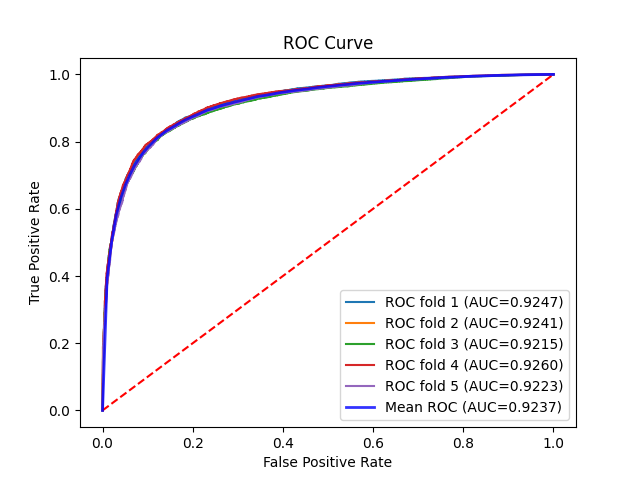 ROC Curve
True Positive Rate
1.0
0.8
0.6
0.4
0.2
0.0
ROC fold 1 (AUC=0.9247)
ROC fold 2 (AUC=0.9241)
ROC fold 3 (AUC=0.9215)
ROC fold 4 (AUC=0.9260)
ROC fold 5 (AUC=0.9223)
Mean ROC (AUC=0.9237)
0.0 0.2 0.4 0.6 0.8 1.0
False Positive Rate